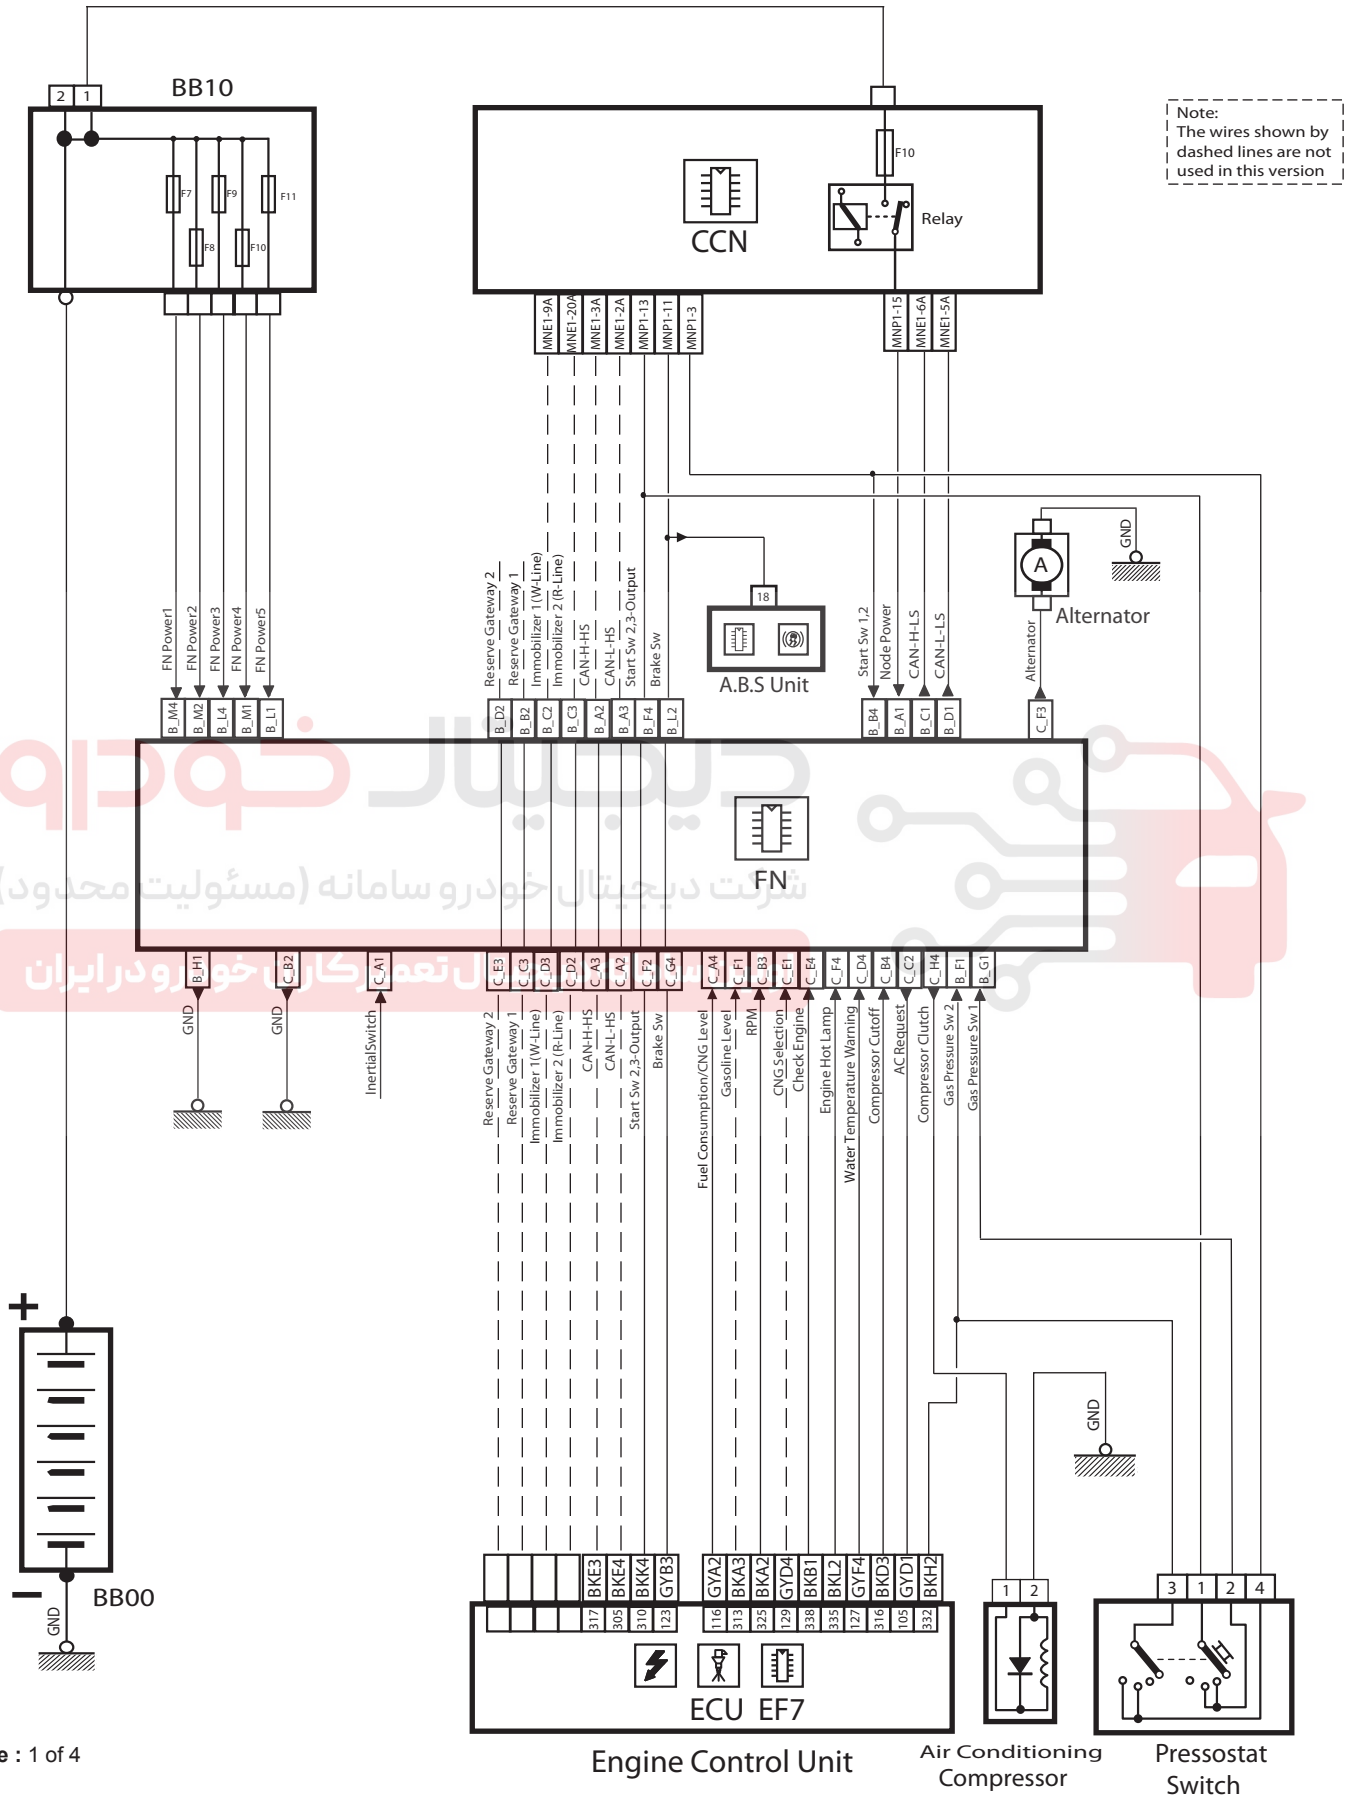 2 1
BB10
F7
F8
F9
F10
F11
CCN
F10
Relay
Note:
The wires shown by
dashed lines are not
used in this version
MNE1-9A
MNE1-20A
MNE1-3A
MNE1-2A
MNP1-13
MNP1-11
MNP1-3
MNP1-15
MNE1-6A
MNE1-5A
FN Power1
FN Power2
FN Power3
FN Power4
FN Power5
Reserve Gateway 2
Reserve Gateway 1
Immobilizer 1 (W-Line)
Immobilizer 2 (R-Line)
CAN-H-HS
CAN-L-HS
Start Sw 2,3-Output
Brake Sw
18
A.B.S Unit
Start Sw 1,2
Node Power
CAN-H-LS
CAN-L-LS
GND
A
Alternator
Alternator
B_M4
B_M2
B_L4
B_M1
B_L1
B_D2
B_B2
B_C2
B_C3
B_A2
B_A3
B_F4
B_L2
B_B4
B_A1
B_C1
B_D1
C_F3
دیجیتال خودرو
شرکت دیجیتال خودرو سامانه (مسئولیت محدود)
FN
B_H1
C_B2
C_A1
C_E3
C_C3
C_D3
C_D2
C_A3
C_A2
C_F2
C_G4
C_A4
C_F1
C_B3
C_E1
C_E4
C_F4
C_D4
C_B4
C_C2
C_H4
B_F1
B_G1
GND
GND
InertialSwitch
Reserve Gateway 2
Reserve Gateway 1
Immobilizer 1(W-Line)
Immobilizer 2 (R-Line)
CAN-H-HS
CAN-L-HS
Start Sw 2,3-Output
Brake Sw
Fuel Consumption/CNG Level
Gasoline Level
RPM
CNG Selection
Check Engine
Engine Hot Lamp
Water Temperature Warning
Compressor Cutoff
AC Request
Compressor Clutch
Gas Pressure Sw 2
Gas Pressure Sw 1
+
−
BB00
GND
GND
BKE3
BKE4
BKK4
GYB3
GYA2
BKA3
BKA2
GYD4
BKB1
BKL2
GYF4
BKD3
GYD1
BKH2
317
305
310
123
116
313
325
129
338
335
127
316
105
332
ECU EF7
Engine Control Unit
1 2
Air Conditioning
Compressor
3 1 2 4
Pressostat
Switch
e : 1 of 4